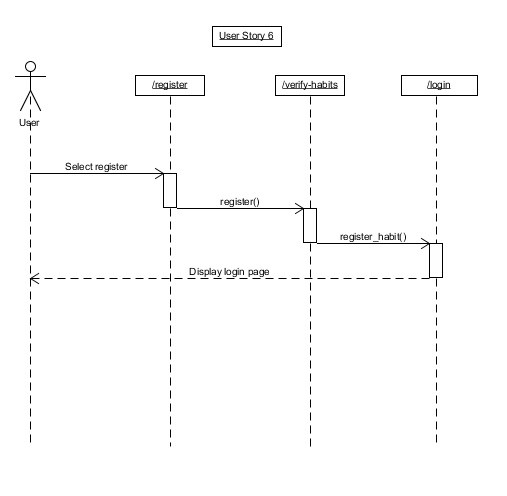 User Story 6
/register
/verify-habits
/login
User
Select register
register()
register_habit()
Display login page